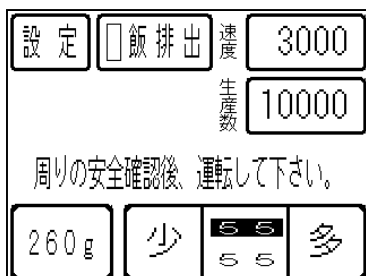 設定 飯排出 速度 3000
生産数 10000
周りの安全確認後、運転して下さい。
260g 少 55 多
55